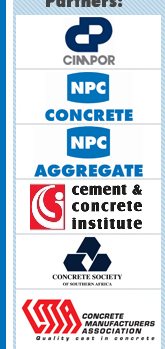 Partners:
CIMPOR
NPC
CONCRETE
NPC
AGGREGATE
cement &
concrete
institute
CONCRETE SOCIETY
OF SOUTHERN AFRICA
CONCRETE
MANUFACTURERS
ASSOCIATION
Quality cast in concrete